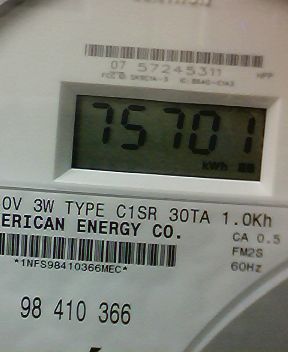 07 57245311
75701
kWh
0V 3W TYPE C1SR 30TA 1.0Kh
ERICAN ENERGY CO.
CA 0.5
*1NFS98410366MEC*
FM2S
60Hz
98 410 366